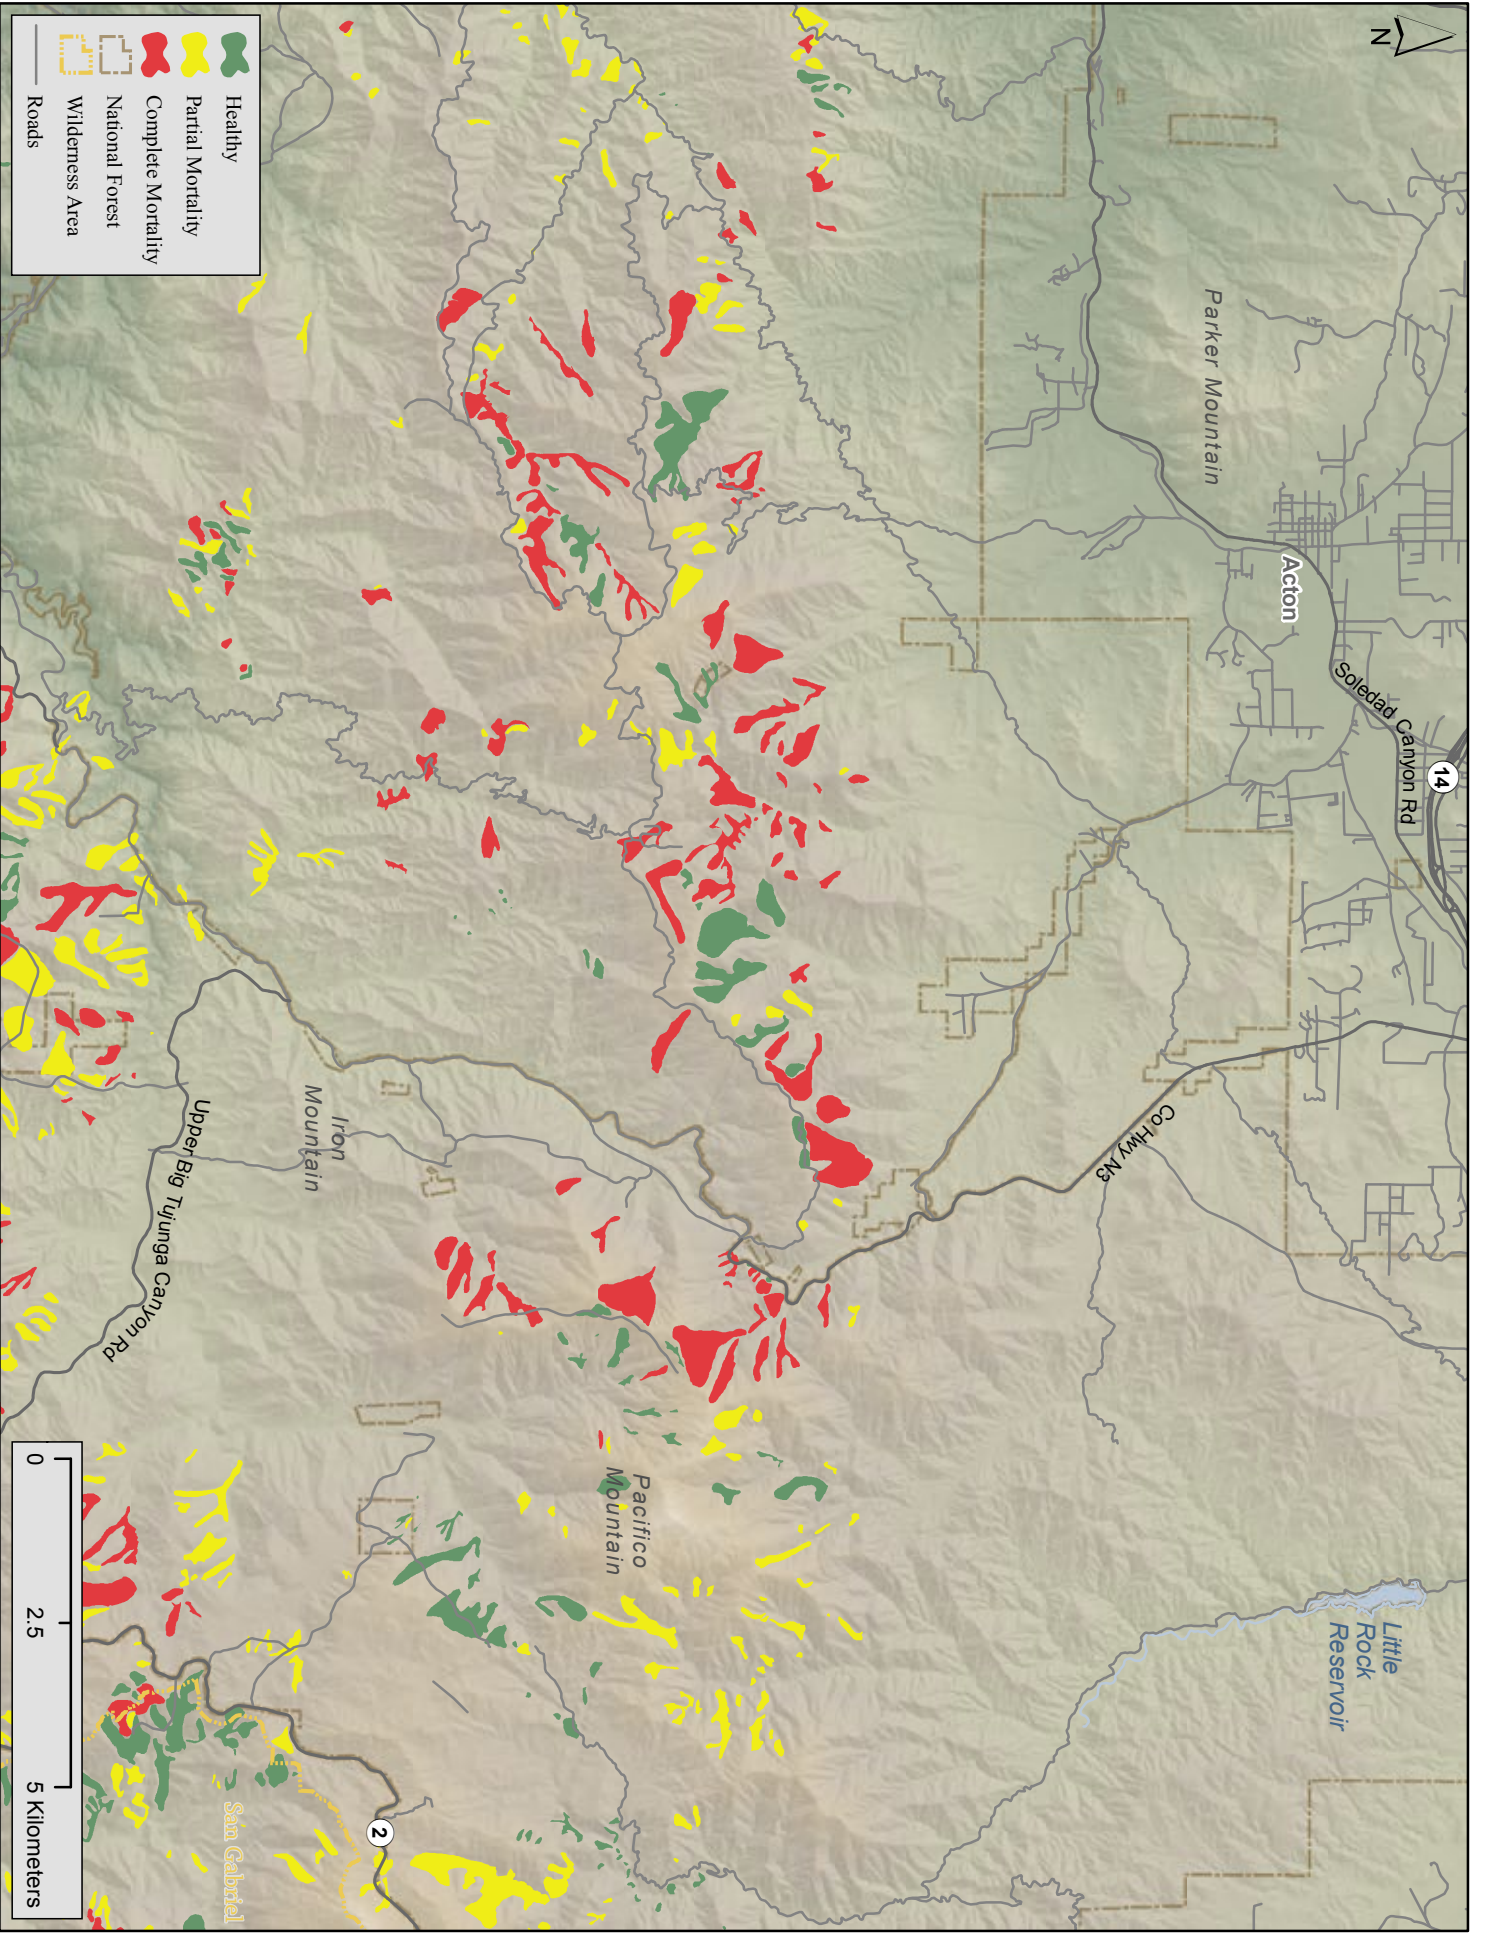 N
Parker Mountain
Acton
Soledad Canyon Rd
14
Co Hwy N3
Little
Rock
Reservoir
Pacifico
Mountain
Iron
Mountain
Upper Big Tujunga Canyon Rd
2
San Gabriel
Healthy
Partial Mortality
Complete Mortality
National Forest
Wilderness Area
Roads
0 2.5 5 Kilometers